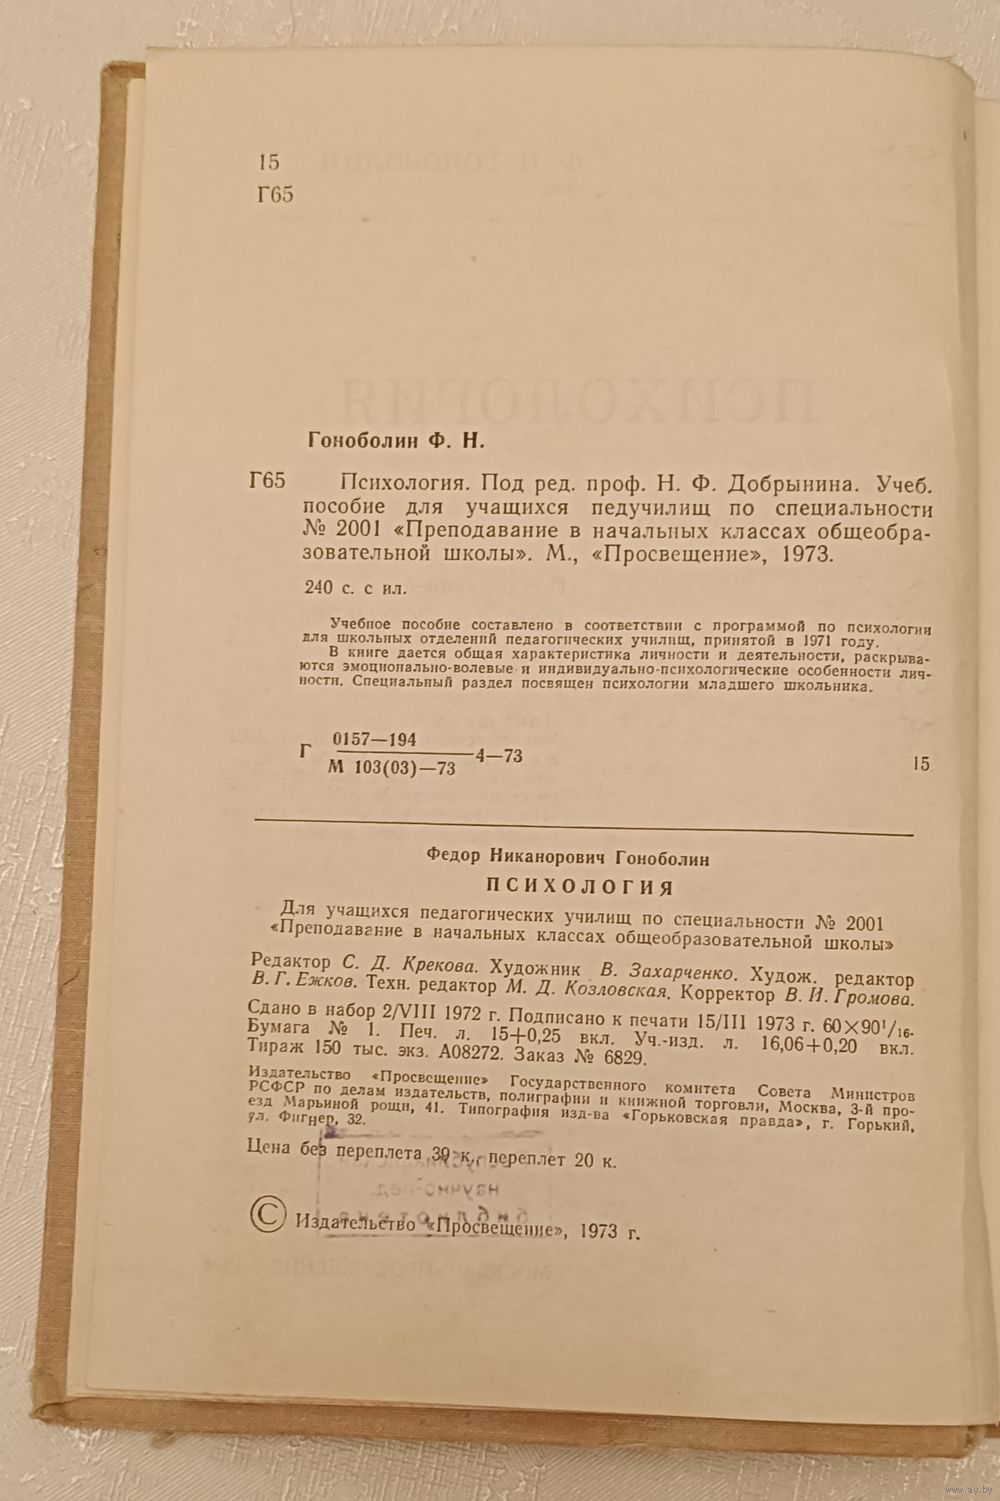 15
Г65
Гоноболин Ф. Н.
Г65 Психология. Под ред. проф. Н. Ф. Добрынина. Учеб.
пособие для учащихся педучилищ по специальности
№ 2001 «Преподавание в начальных классах общеобра-
зовательной школы». М., «Просвещение», 1973.
240 с. с ил.
Учебное пособие составлено в соответствии с программой по психологии
для школьных отделений педагогических училищ, принятой в 1971 году.
В книге дается общая характеристика личности и деятельности, раскрыва-
ются эмоционально-волевые и индивидуально-психологические особенности лич-
ности. Специальный раздел посвящен психологии младшего школьника.
0157—194
Г 4—73
М 103(03)—73
15
Федор Никанорович Гоноболин
ПСИХОЛОГИЯ
Для учащихся педагогических училищ по специальности № 2001
«Преподавание в начальных классах общеобразовательной школы»
Редактор С. Д. Крекова. Художник В. Захарченко. Худож. редактор
В. Г. Ежков. Техн. редактор М. Д. Козловская. Корректор В. И. Громова.
Сдано в набор 2/VIII 1972 г. Подписано к печати 15/III 1973 г. 60×90¹/₁₆.
Бумага № 1. Печ. л. 15+0,25 вкл. Уч.-изд. л. 16,06+0,20 вкл.
Тираж 150 тыс. экз. А08272. Заказ № 6829.
Издательство «Просвещение» Государственного комитета Совета Министров
РСФСР по делам издательств, полиграфии и книжной торговли, Москва, 3-й про-
езд Марьиной рощи, 41. Типография изд-ва «Горьковская правда», г. Горький,
ул. Фигнер, 32.
Цена без переплета 39 к., переплет 20 к.
© Издательство «Просвещение», 1973 г.
www.ay.by